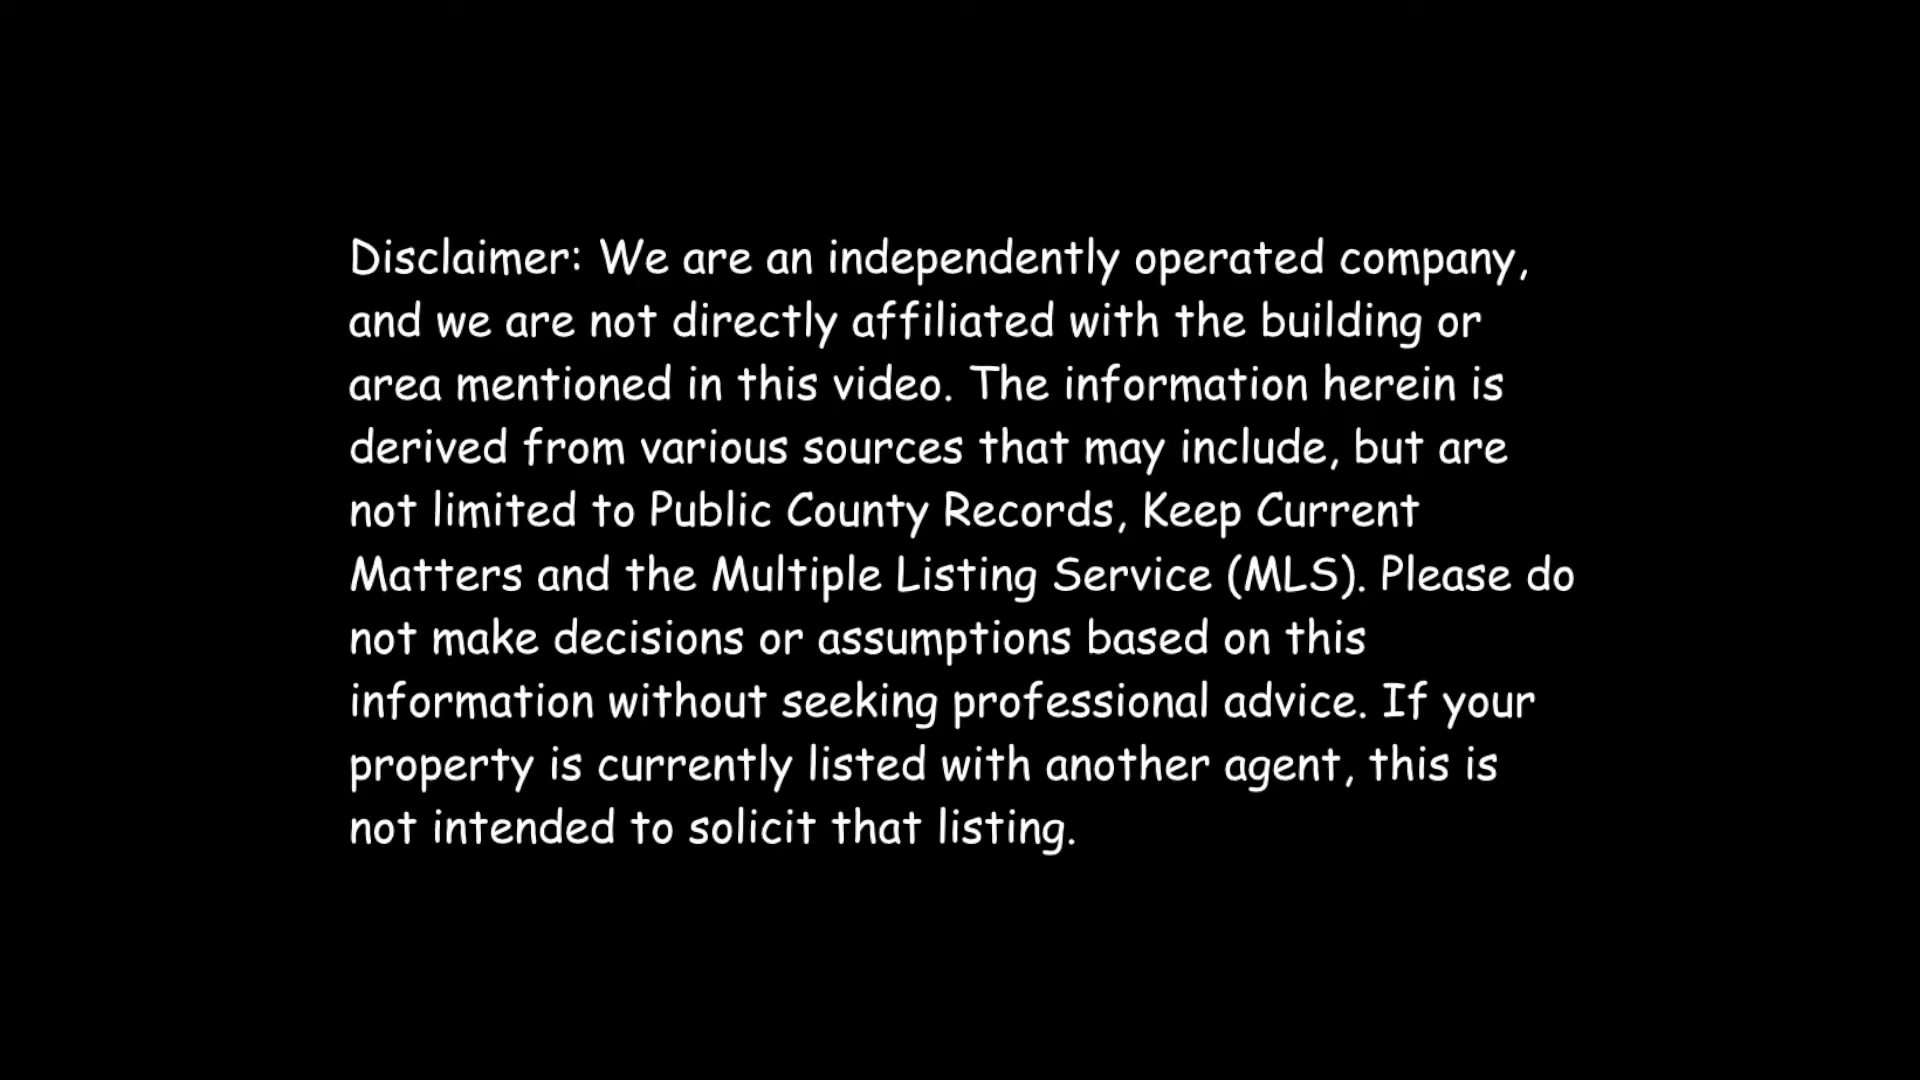 Disclaimer: We are an independently operated company,
and we are not directly affiliated with the building or
area mentioned in this video. The information herein is
derived from various sources that may include, but are
not limited to Public County Records, Keep Current
Matters and the Multiple Listing Service (MLS). Please do
not make decisions or assumptions based on this
information without seeking professional advice. If your
property is currently listed with another agent, this is
not intended to solicit that listing.